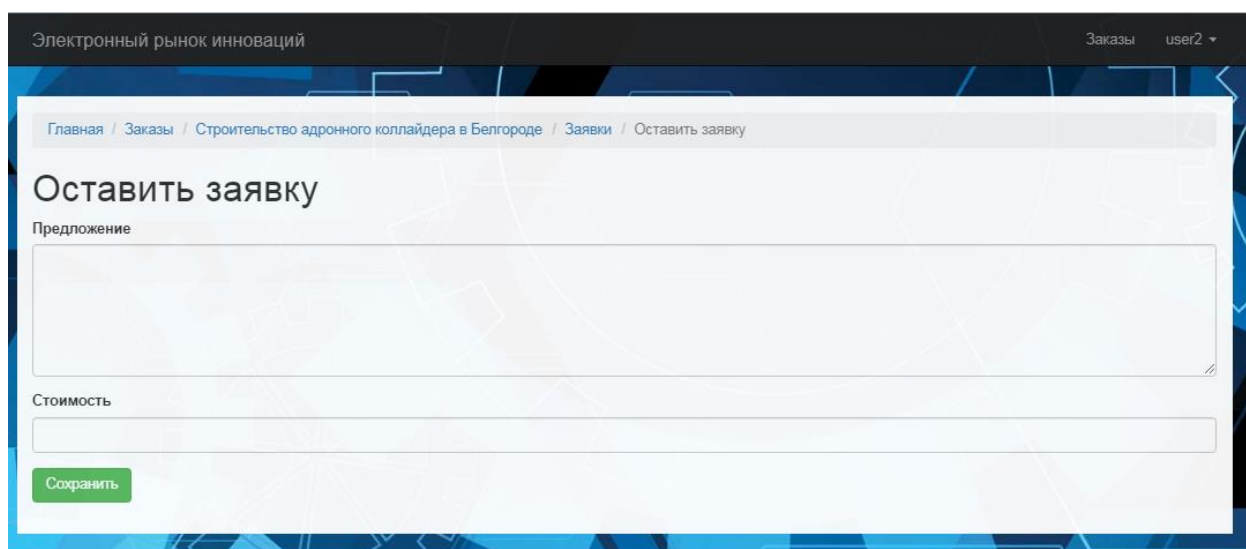 Электронный рынок инноваций Заказы user2
Главная / Заказы / Строительство адронного коллайдера в Белгороде / Заявки / Оставить заявку
Оставить заявку
Предложение
Стоимость
Сохранить